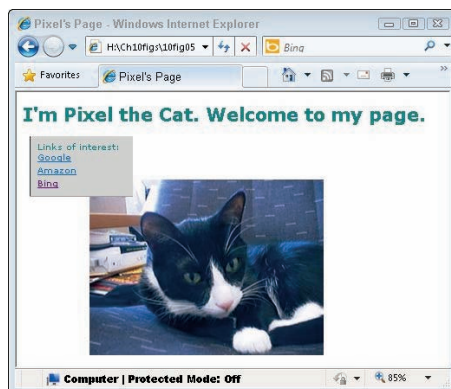 Pixel's Page - Windows Internet Explorer
H:\Ch10figs\10fig05
Bing
Favorites
Pixel's Page
I'm Pixel the Cat. Welcome to my page.
Links of interest:
Google
Amazon
Bing
Computer | Protected Mode: Off
85%